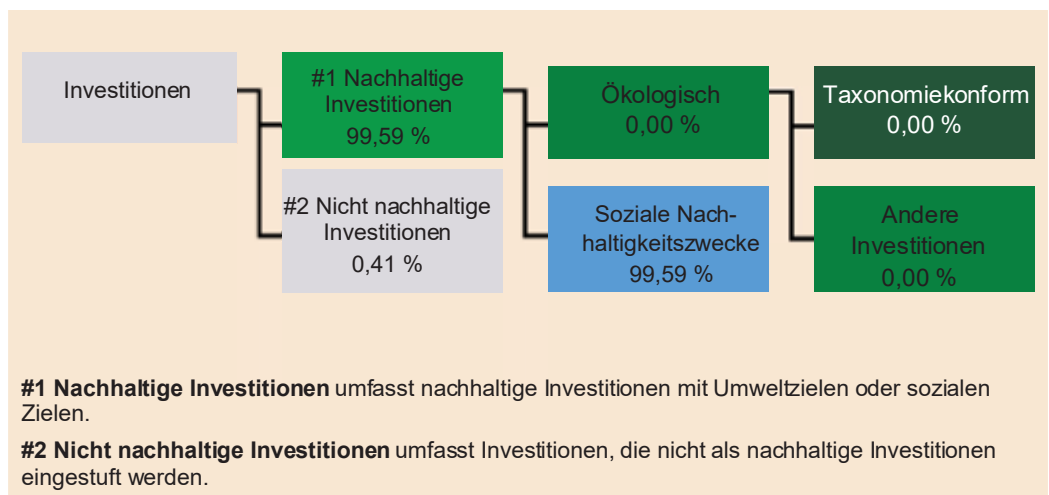 Investitionen
#1 Nachhaltige
Investitionen
99,59 %
#2 Nicht nachhaltige
Investitionen
0,41 %
Ökologisch
0,00 %
Soziale Nach-
haltigkeitszwecke
99,59 %
Taxonomiekonform
0,00 %
Andere
Investitionen
0,00 %
#1 Nachhaltige Investitionen umfasst nachhaltige Investitionen mit Umweltzielen oder sozialen
Zielen.
#2 Nicht nachhaltige Investitionen umfasst Investitionen, die nicht als nachhaltige Investitionen
eingestuft werden.